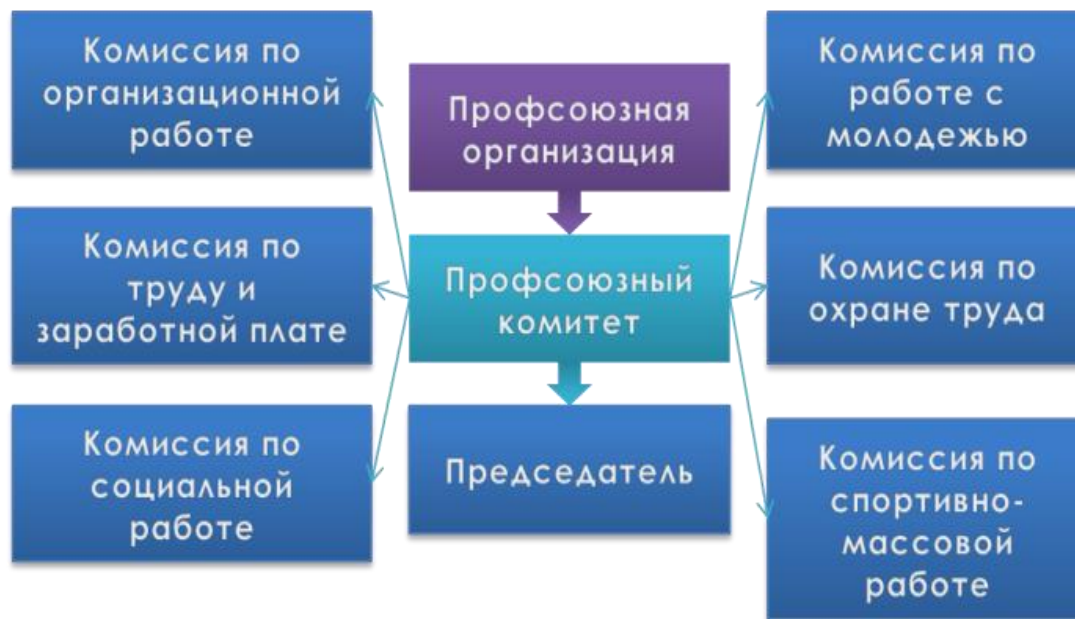 Комиссия по
организационной
работе
Комиссия по
труду и
заработной плате
Комиссия по
социальной
работе
Профсоюзная
организация
Профсоюзный
комитет
Председатель
Комиссия по
работе с
молодежью
Комиссия по
охране труда
Комиссия по
спортивно-
массовой
работе